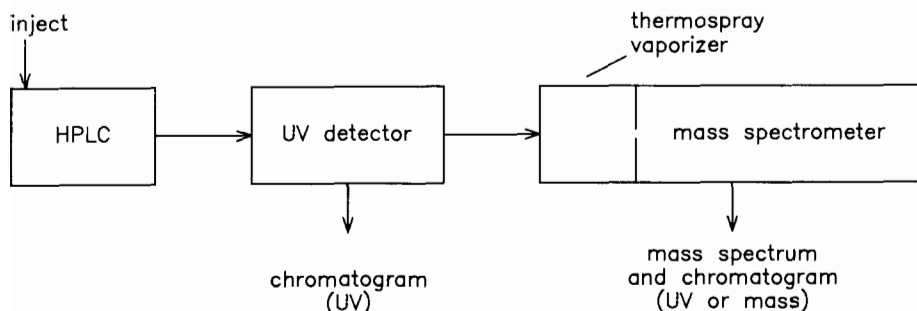 inject
thermospray
vaporizer
HPLC
UV detector
mass spectrometer
chromatogram
(UV)
mass spectrum
and chromatogram
(UV or mass)